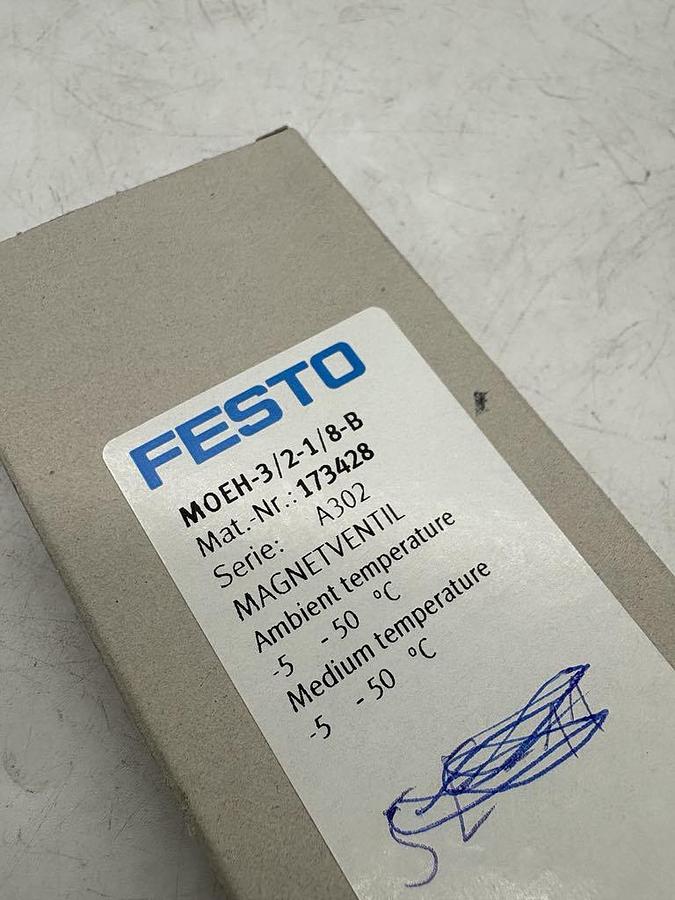 FESTO
MOEH-3/2-1/8-B
Mat.-Nr.: 173428
Serie: A302
MAGNETVENTIL
Ambient temperature
-5 - 50 °C
Medium temperature
-5 - 50 °C